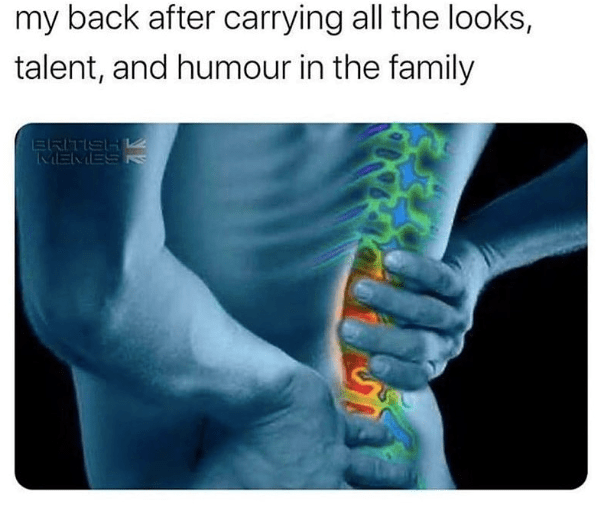 my back after carrying all the looks,
talent, and humour in the family
BRITISH
MEMES